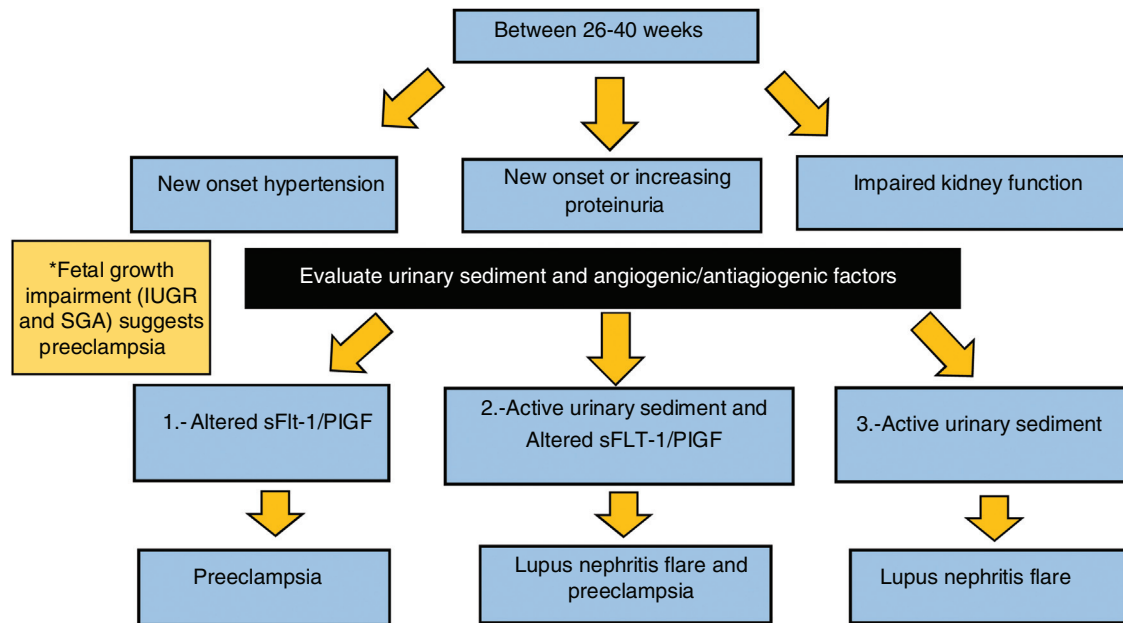 Between 26-40 weeks
New onset hypertension
New onset or increasing
proteinuria
Impaired kidney function
*Fetal growth
impairment (IUGR
and SGA) suggests
preeclampsia
Evaluate urinary sediment and angiogenic/antiagiogenic factors
1.- Altered sFlt-1/PIGF
2.-Active urinary sediment and
Altered sFLT-1/PIGF
3.-Active urinary sediment
Preeclampsia
Lupus nephritis flare and
preeclampsia
Lupus nephritis flare